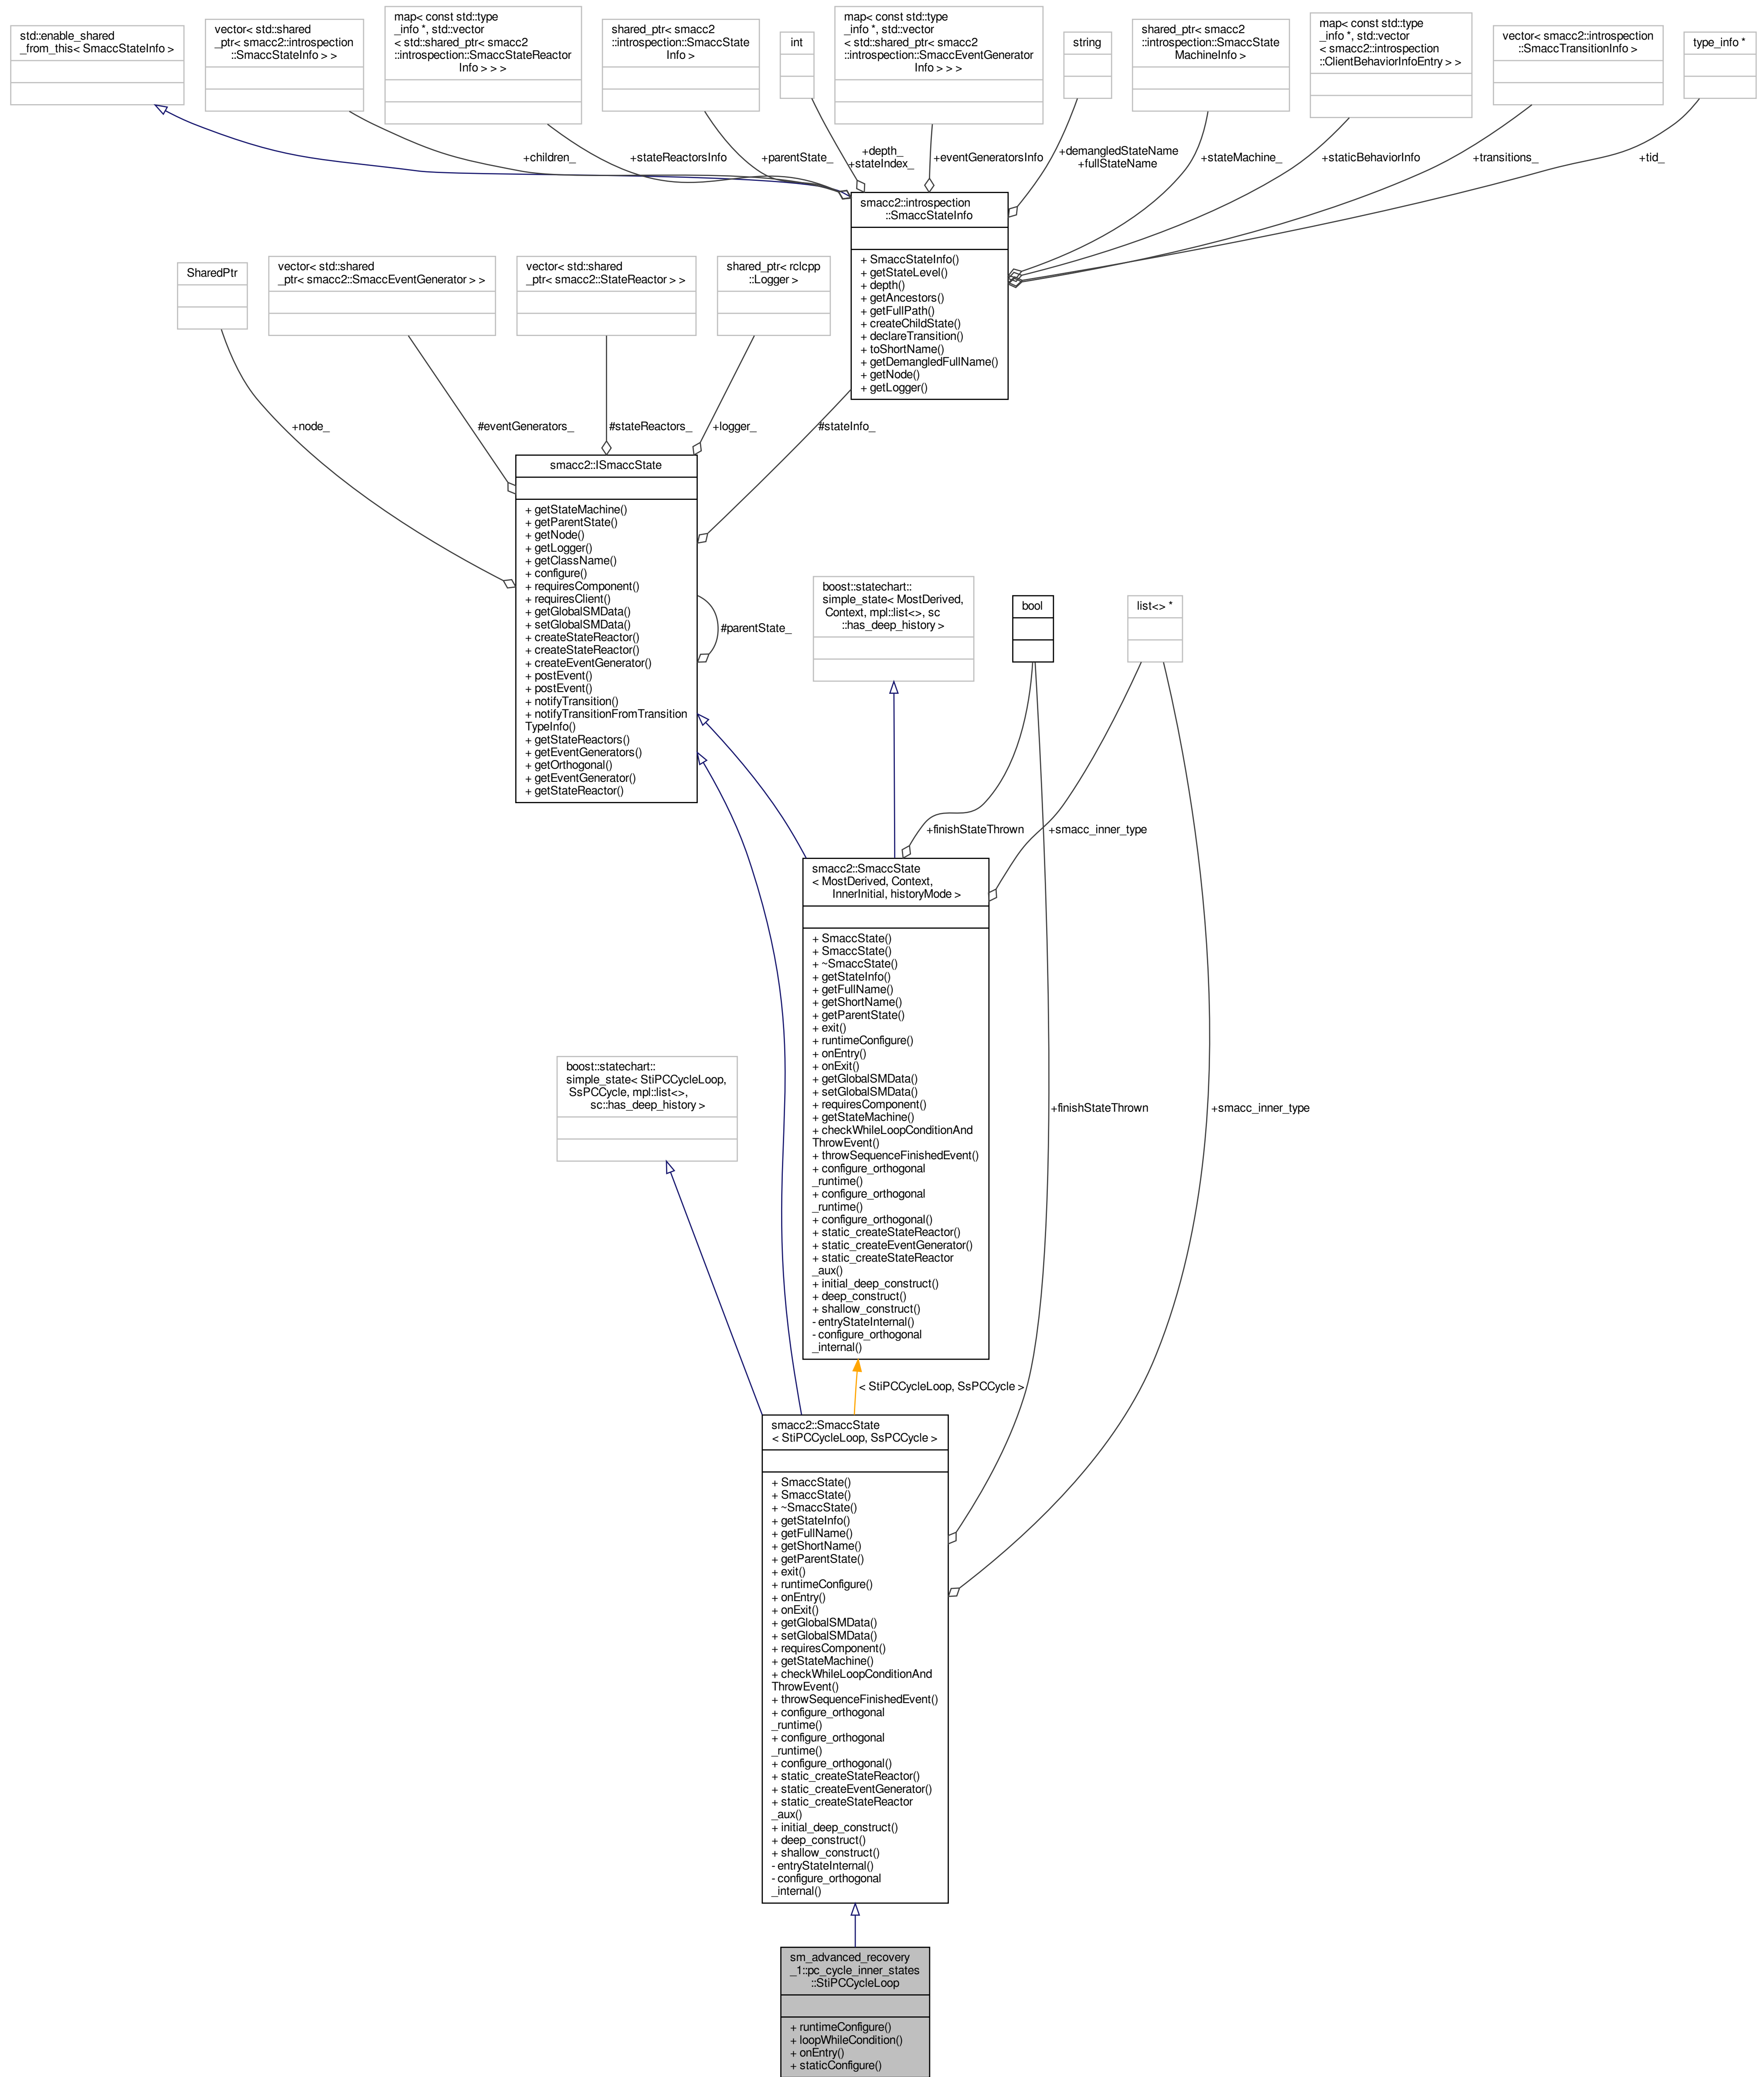 std::enable_shared
_from_this< SmaccStateInfo >
vector< std::shared
_ptr< smacc2::introspection
::SmaccStateInfo > >
map< const std::type
_info *, std::vector
< std::shared_ptr< smacc2
::introspection::SmaccStateReactor
Info > > >
shared_ptr< smacc2
::introspection::SmaccState
Info >
int
map< const std::type
_info *, std::vector
< std::shared_ptr< smacc2
::introspection::SmaccEventGenerator
Info > > >
string
shared_ptr< smacc2
::introspection::SmaccState
MachineInfo >
map< const std::type
_info *, std::vector
< smacc2::introspection
::ClientBehaviorInfoEntry > >
vector< smacc2::introspection
::SmaccTransitionInfo >
type_info *
+children_
+stateReactorsInfo
+parentState_
+depth_
+stateIndex_
+eventGeneratorsInfo
+demangledStateName
+fullStateName
+stateMachine_
+staticBehaviorInfo
+transitions_
+tid_
smacc2::introspection
::SmaccStateInfo
+ SmaccStateInfo()
+ getStateLevel()
+ depth()
+ getAncestors()
+ getFullPath()
+ createChildState()
+ declareTransition()
+ toShortName()
+ getDemangledFullName()
+ getNode()
+ getLogger()
SharedPtr
vector< std::shared
_ptr< smacc2::SmaccEventGenerator > >
vector< std::shared
_ptr< smacc2::StateReactor > >
shared_ptr< rclcpp
::Logger >
+node_
#eventGenerators_
#stateReactors_
+logger_
#stateInfo_
smacc2::ISmaccState
+ getStateMachine()
+ getParentState()
+ getNode()
+ getLogger()
+ getClassName()
+ configure()
+ requiresComponent()
+ requiresClient()
+ getGlobalSMData()
+ setGlobalSMData()
+ createStateReactor()
+ createStateReactor()
+ createEventGenerator()
+ postEvent()
+ postEvent()
+ notifyTransition()
+ notifyTransitionFromTransition
TypeInfo()
+ getStateReactors()
+ getEventGenerators()
+ getOrthogonal()
+ getEventGenerator()
+ getStateReactor()
#parentState_
boost::statechart::
simple_state< MostDerived,
Context, mpl::list<>, sc
::has_deep_history >
bool
list<> *
+finishStateThrown
+smacc_inner_type
smacc2::SmaccState
< MostDerived, Context,
InnerInitial, historyMode >
+ SmaccState()
+ SmaccState()
+ ~SmaccState()
+ getStateInfo()
+ getFullName()
+ getShortName()
+ getParentState()
+ exit()
+ runtimeConfigure()
+ onEntry()
+ onExit()
+ getGlobalSMData()
+ setGlobalSMData()
+ requiresComponent()
+ getStateMachine()
+ checkWhileLoopConditionAnd
ThrowEvent()
+ throwSequenceFinishedEvent()
+ configure_orthogonal
_runtime()
+ configure_orthogonal
_runtime()
+ configure_orthogonal()
+ static_createStateReactor()
+ static_createEventGenerator()
+ static_createStateReactor
_aux()
+ initial_deep_construct()
+ deep_construct()
+ shallow_construct()
- entryStateInternal()
- configure_orthogonal
_internal()
boost::statechart::
simple_state< StiPCCycleLoop,
SsPCCycle, mpl::list<>,
sc::has_deep_history >
+finishStateThrown
+smacc_inner_type
< StiPCCycleLoop, SsPCCycle >
smacc2::SmaccState
< StiPCCycleLoop, SsPCCycle >
+ SmaccState()
+ SmaccState()
+ ~SmaccState()
+ getStateInfo()
+ getFullName()
+ getShortName()
+ getParentState()
+ exit()
+ runtimeConfigure()
+ onEntry()
+ onExit()
+ getGlobalSMData()
+ setGlobalSMData()
+ requiresComponent()
+ getStateMachine()
+ checkWhileLoopConditionAnd
ThrowEvent()
+ throwSequenceFinishedEvent()
+ configure_orthogonal
_runtime()
+ configure_orthogonal
_runtime()
+ configure_orthogonal()
+ static_createStateReactor()
+ static_createEventGenerator()
+ static_createStateReactor
_aux()
+ initial_deep_construct()
+ deep_construct()
+ shallow_construct()
- entryStateInternal()
- configure_orthogonal
_internal()
sm_advanced_recovery
_1::pc_cycle_inner_states
::StiPCCycleLoop
+ runtimeConfigure()
+ loopWhileCondition()
+ onEntry()
+ staticConfigure()